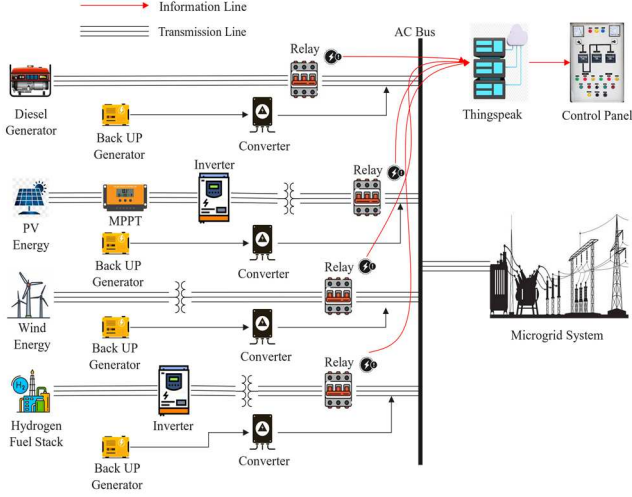 Information Line
Transmission Line
AC Bus
Relay
Diesel
Generator
Back UP
Generator
Converter
Thingspeak
Control Panel
Inverter
Relay
MPPT
PV
Energy
Back UP
Generator
Converter
Relay
Wind
Energy
Back UP
Generator
Converter
Microgrid System
Relay
H₂
Hydrogen
Fuel Stack
Inverter
Back UP
Generator
Converter